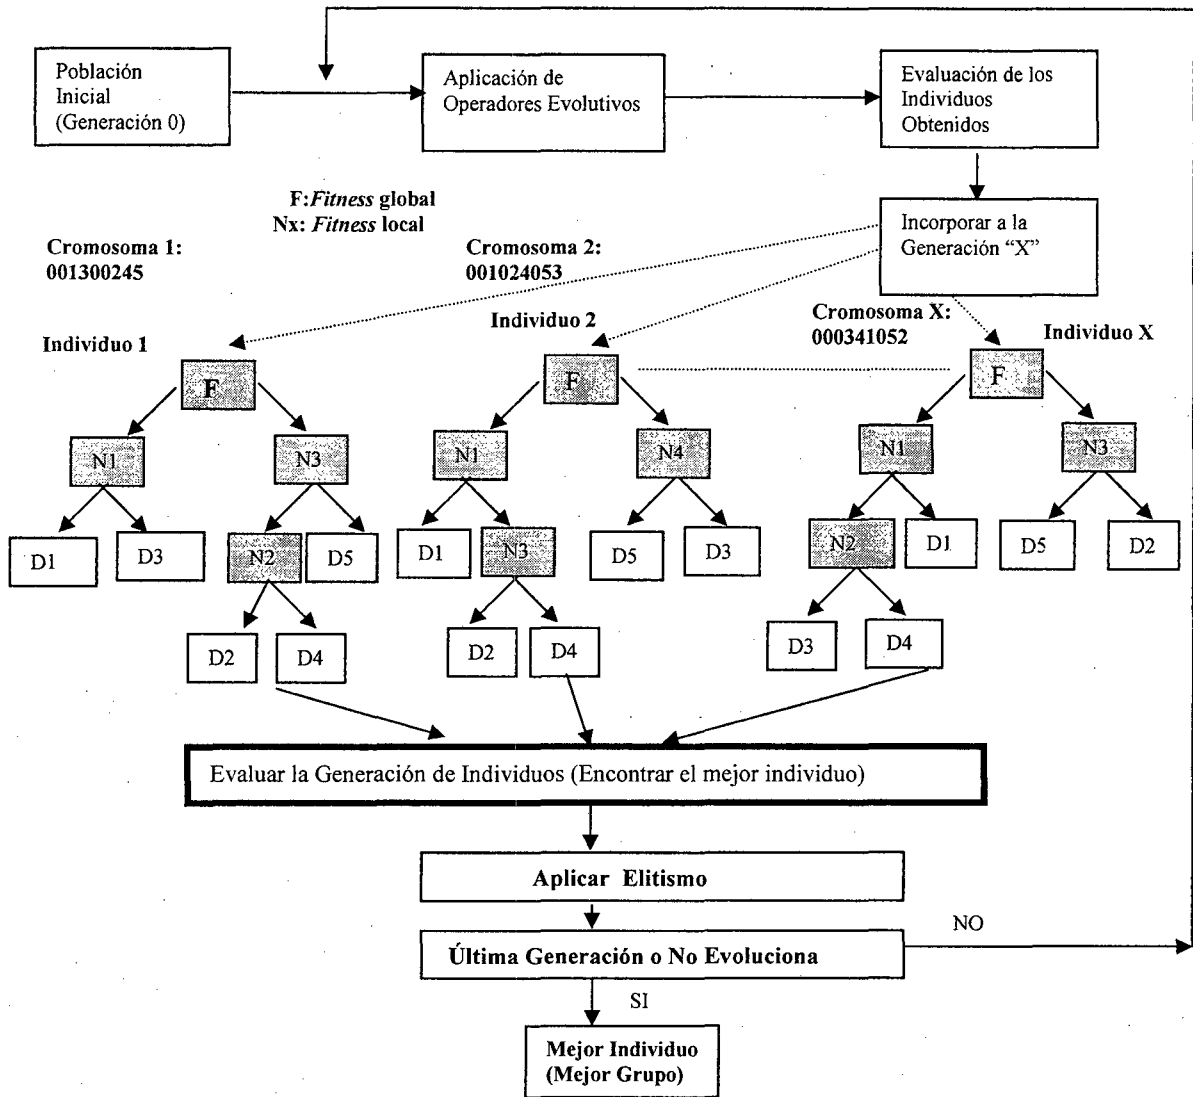 Población
Inicial
(Generación 0)
Aplicación de
Operadores Evolutivos
Evaluación de los
Individuos
Obtenidos
F:Fitness global
Nx: Fitness local
Incorporar a la
Generación “X”
Cromosoma 1:
001300245
Cromosoma 2:
001024053
Cromosoma X:
000341052
Individuo 1
Individuo 2
Individuo X
F
F
F
N1
N3
N1
N4
N1
N3
D1
D3
N2
D5
D1
N3
D5
D3
N2
D1
D5
D2
D2
D4
D2
D4
D3
D4
Evaluar la Generación de Individuos (Encontrar el mejor individuo)
Aplicar Elitismo
Última Generación o No Evoluciona
NO
SI
Mejor Individuo
(Mejor Grupo)